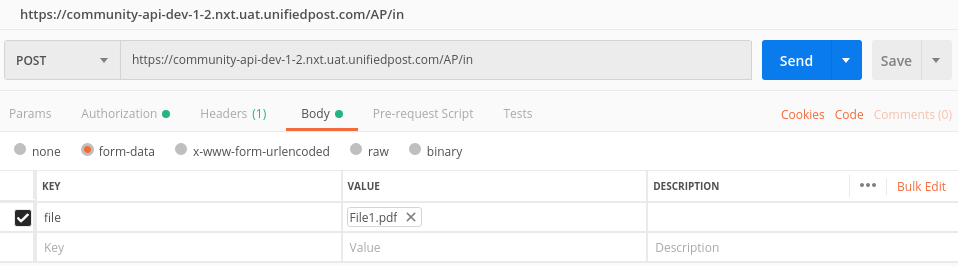 https://community-api-dev-1-2.nxt.uat.unifiedpost.com/AP/in
POST https://community-api-dev-1-2.nxt.uat.unifiedpost.com/AP/in Send Save
Params Authorization Headers (1) Body Pre-request Script Tests Cookies Code Comments (0)
none form-data x-www-form-urlencoded raw binary
KEY VALUE DESCRIPTION ••• Bulk Edit
file File1.pdf ✕
Key Value Description